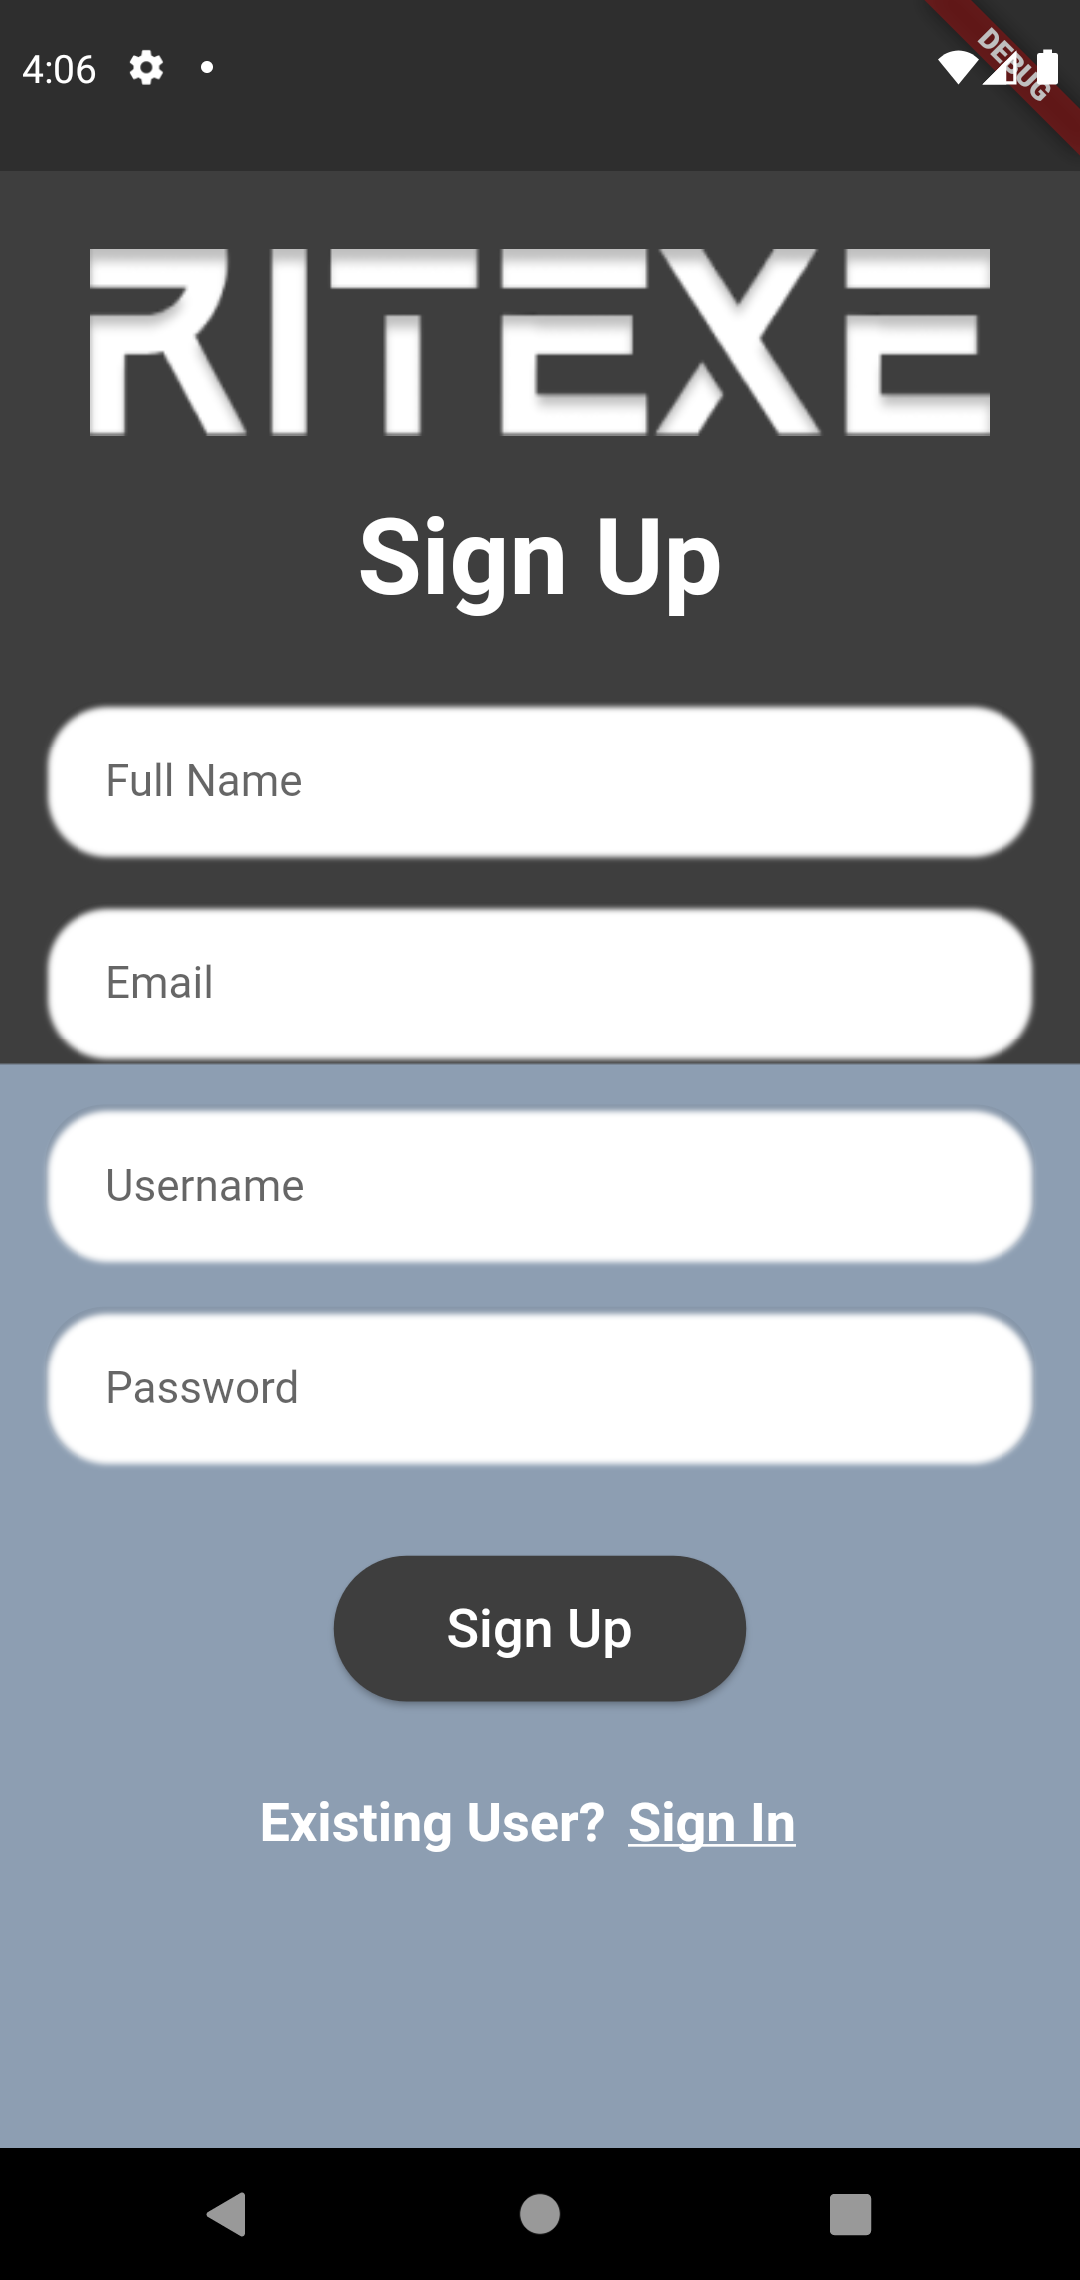 4:06
DEBUG
RITEXE
Sign Up
Full Name
Email
Username
Password
Sign Up
Existing User? Sign In